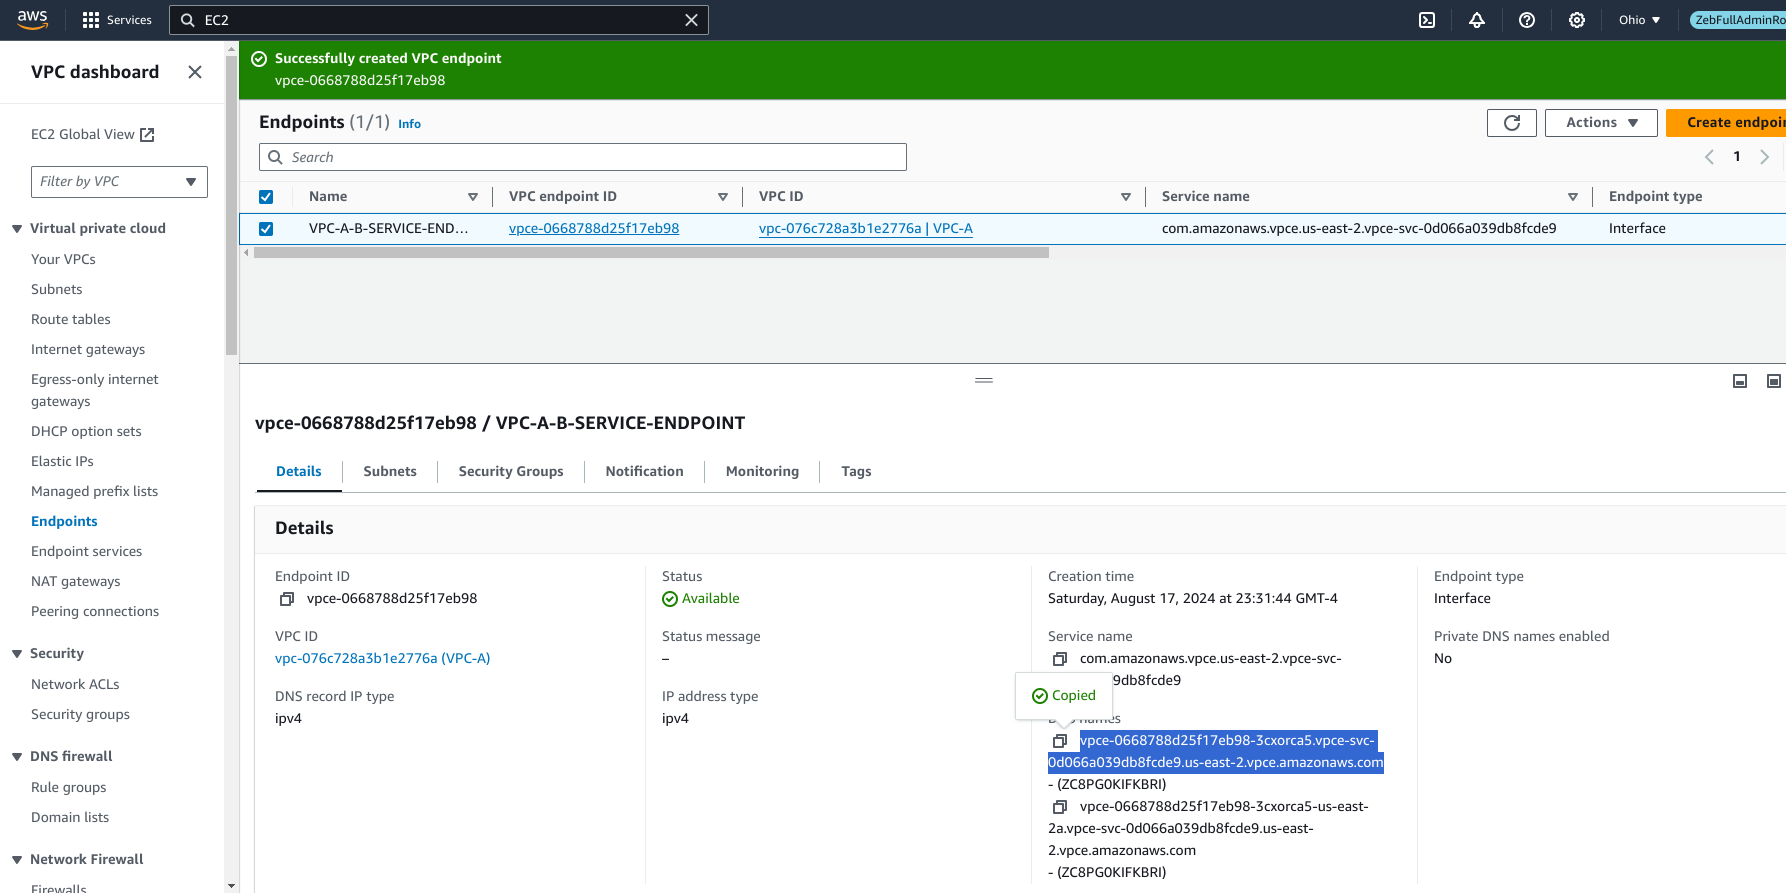 aws
Services
EC2
Ohio
ZebFullAdminRo
VPC dashboard
EC2 Global View
Filter by VPC
Virtual private cloud
Your VPCs
Subnets
Route tables
Internet gateways
Egress-only internet
gateways
DHCP option sets
Elastic IPs
Managed prefix lists
Endpoints
Endpoint services
NAT gateways
Peering connections
Security
Network ACLs
Security groups
DNS firewall
Rule groups
Domain lists
Network Firewall
Firewalls
Successfully created VPC endpoint
vpce-0668788d25f17eb98
Endpoints (1/1) Info
Actions
Create endpoin
Search
1
Name VPC endpoint ID VPC ID Service name Endpoint type
VPC-A-B-SERVICE-END... vpce-0668788d25f17eb98 vpc-076c728a3b1e2776a | VPC-A com.amazonaws.vpce.us-east-2.vpce-svc-0d066a039db8fcde9 Interface
vpce-0668788d25f17eb98 / VPC-A-B-SERVICE-ENDPOINT
Details Subnets Security Groups Notification Monitoring Tags
Details
Endpoint ID
vpce-0668788d25f17eb98
VPC ID
vpc-076c728a3b1e2776a (VPC-A)
DNS record IP type
ipv4
Status
Available
Status message
–
IP address type
ipv4
Creation time
Saturday, August 17, 2024 at 23:31:44 GMT-4
Service name
com.amazonaws.vpce.us-east-2.vpce-svc-
9db8fcde9
Copied
names
vpce-0668788d25f17eb98-3cxorca5.vpce-svc-
0d066a039db8fcde9.us-east-2.vpce.amazonaws.com
- (ZC8PG0KIFKBRI)
vpce-0668788d25f17eb98-3cxorca5-us-east-
2a.vpce-svc-0d066a039db8fcde9.us-east-
2.vpce.amazonaws.com
- (ZC8PG0KIFKBRI)
Endpoint type
Interface
Private DNS names enabled
No